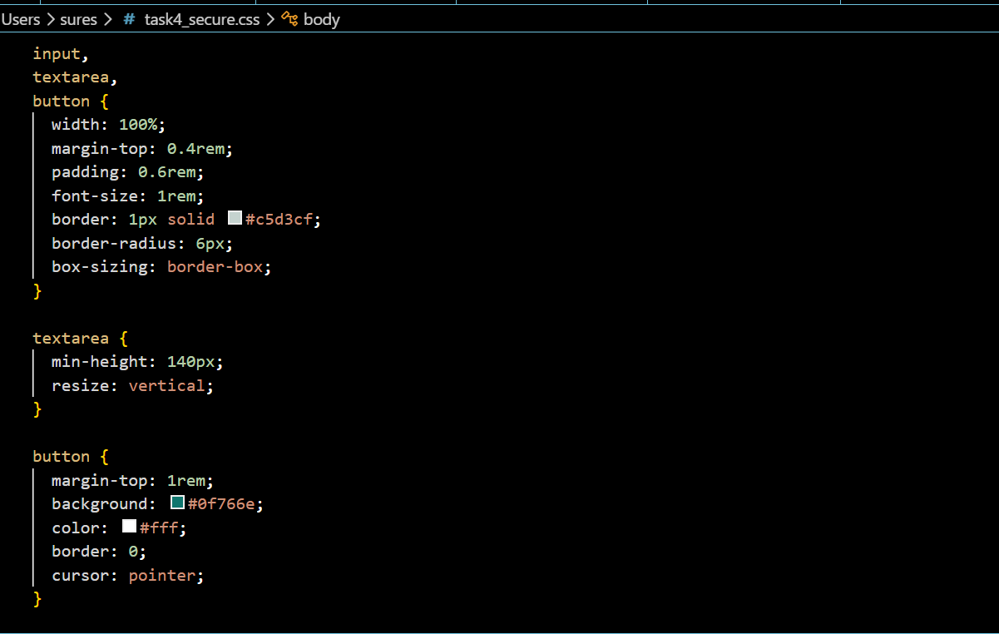 Users > sures > # task4_secure.css > body
input,
textarea,
button {
  width: 100%;
  margin-top: 0.4rem;
  padding: 0.6rem;
  font-size: 1rem;
  border: 1px solid #c5d3cf;
  border-radius: 6px;
  box-sizing: border-box;
}

textarea {
  min-height: 140px;
  resize: vertical;
}

button {
  margin-top: 1rem;
  background: #0f766e;
  color: #fff;
  border: 0;
  cursor: pointer;
}